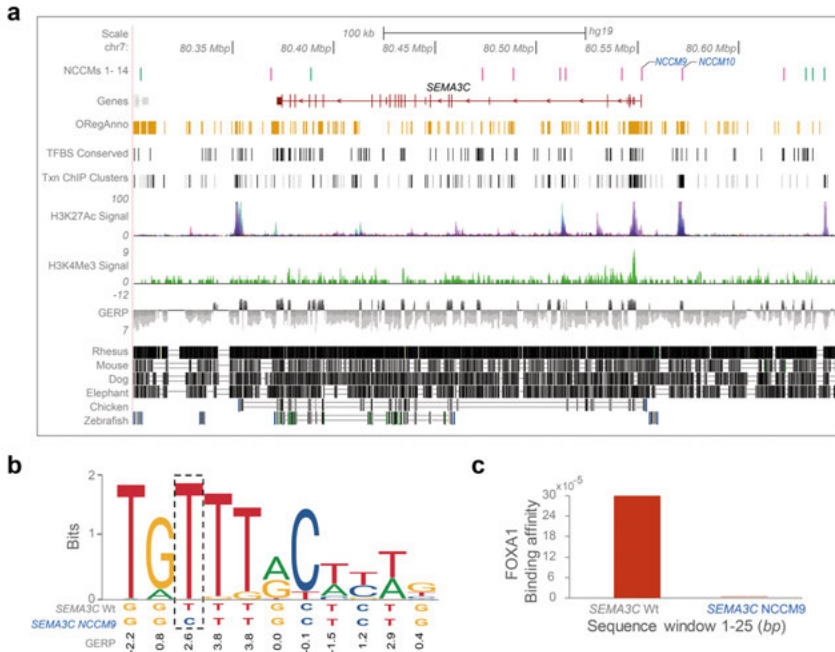 a
Scale 100 kb hg19
chr7: 80.35 Mbp 80.40 Mbp 80.45 Mbp 80.50 Mbp 80.55 Mbp 80.60 Mbp
NCCMs 1- 14 NCCM9 NCCM10
SEMA3C
Genes
ORegAnno
TFBS Conserved
Txn ChIP Clusters
100
H3K27Ac Signal
0
9
H3K4Me3 Signal
0
-12
GERP
7
Rhesus
Mouse
Dog
Elephant
Chicken
Zebrafish
b
2
Bits
1
0
SEMA3C Wt G G T T T G C T C T G
SEMA3C NCCM9 G G C T T G C T C T G
GERP -2.2 0.8 2.6 3.8 3.8 0.0 -0.1 -1.5 1.2 2.9 0.4
c
x10-5
30
24
18
12
6
0
FOXA1
Binding affinity
SEMA3C Wt SEMA3C NCCM9
Sequence window 1-25 (bp)